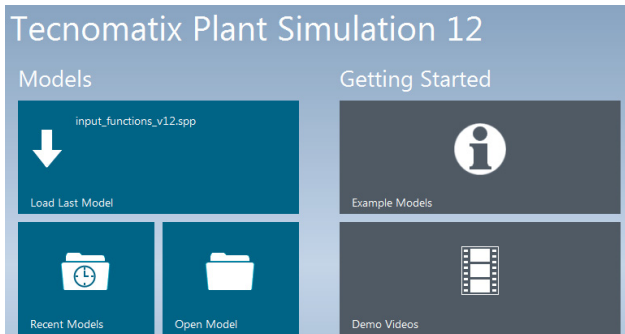 Tecnomatix Plant Simulation 12
Models
Getting Started
input_functions_v12.spp
Load Last Model
Example Models
Recent Models
Open Model
Demo Videos